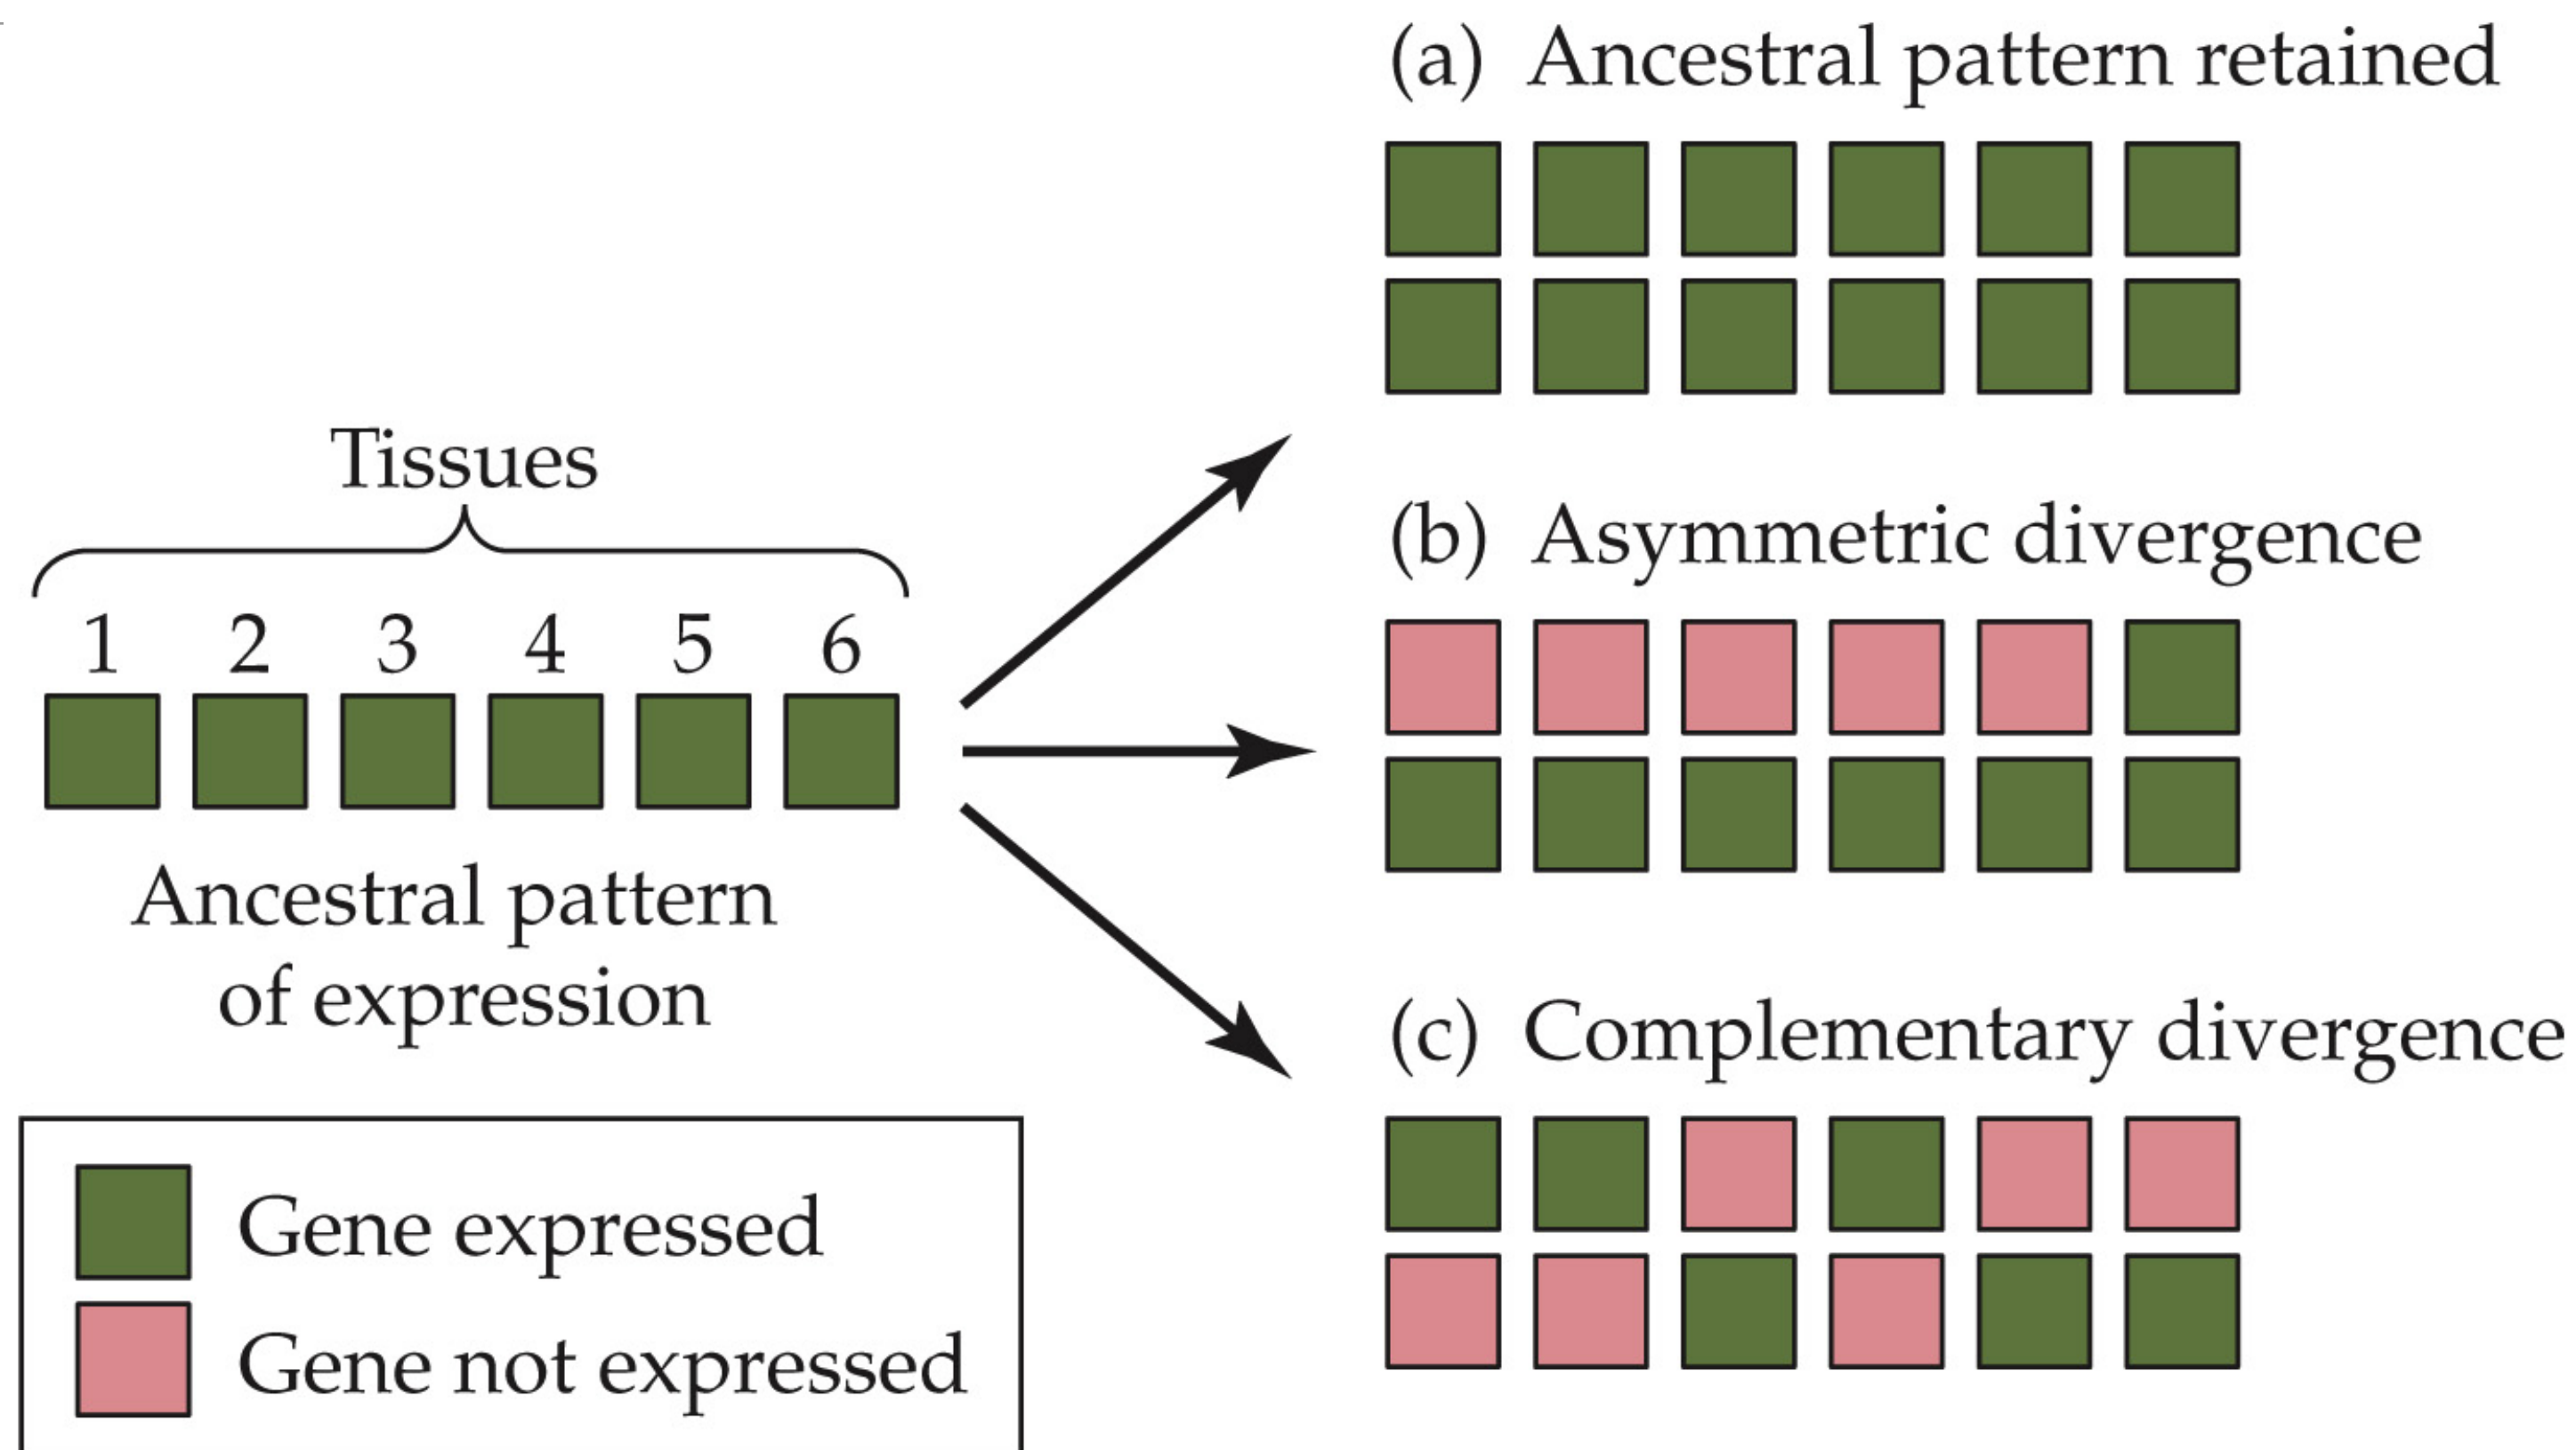 (a) Ancestral pattern retained
Tissues
1 2 3 4 5 6
Ancestral pattern
of expression
(b) Asymmetric divergence
(c) Complementary divergence
Gene expressed
Gene not expressed